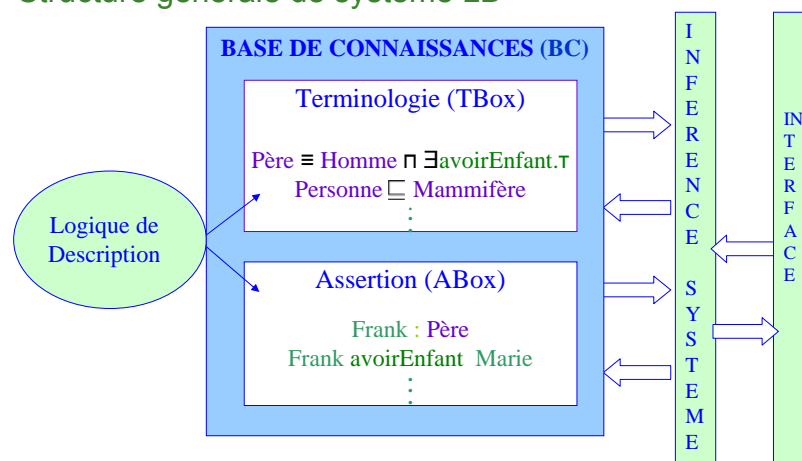 Structure générale de système LD
BASE DE CONNAISSANCES (BC)
Terminologie (TBox)
Père ≡ Homme ⊓ ∃avoirEnfant.⊤
Personne ⊑ Mammifère
⋮
Logique de
Description
Assertion (ABox)
Frank : Père
Frank avoirEnfant Marie
⋮
INFERENCE SYSTEME
INTERFACE